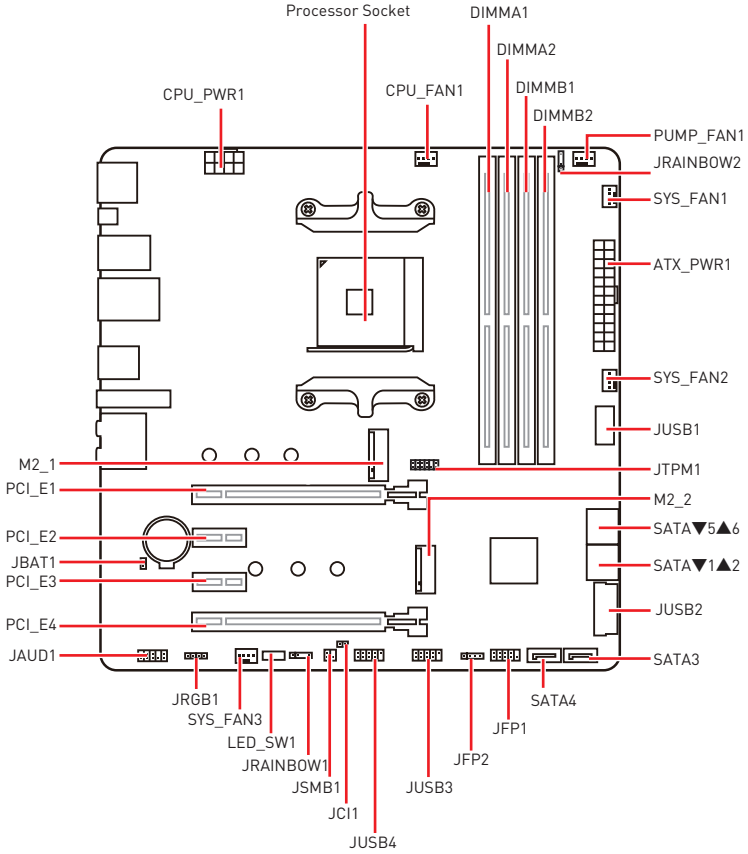 Processor Socket
DIMMA1
DIMMA2
CPU_PWR1
CPU_FAN1
DIMMB1
DIMMB2
PUMP_FAN1
JRAINBOW2
SYS_FAN1
ATX_PWR1
SYS_FAN2
JUSB1
M2_1
JTPM1
PCI_E1
M2_2
PCI_E2
SATA▼5▲6
JBAT1
SATA▼1▲2
PCI_E3
JUSB2
PCI_E4
JAUD1
SATA3
JRGB1
SATA4
SYS_FAN3
JFP1
LED_SW1
JFP2
JRAINBOW1
JSMB1
JUSB3
JCI1
JUSB4